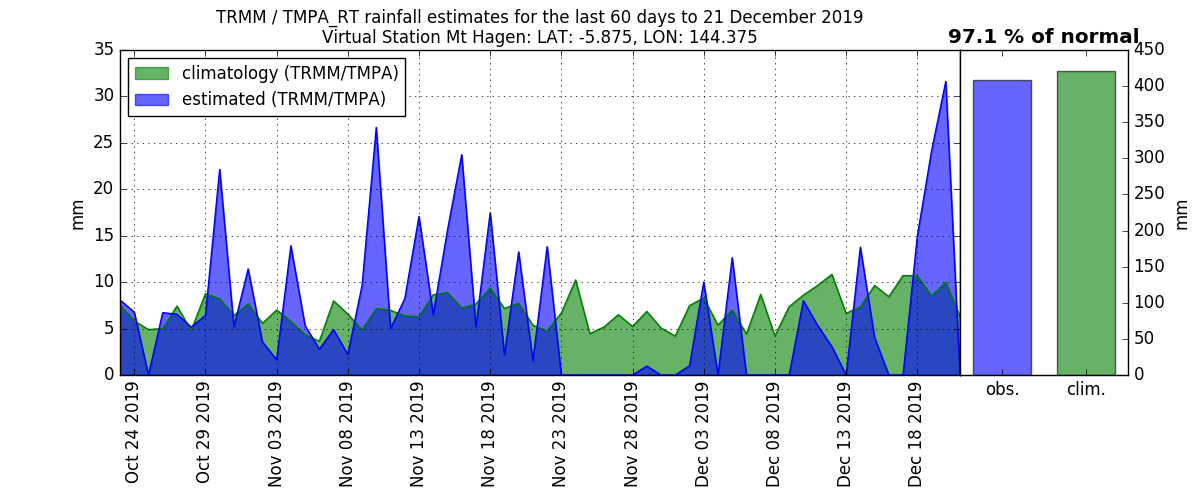 TRMM / TMPA_RT rainfall estimates for the last 60 days to 21 December 2019
Virtual Station Mt Hagen: LAT: -5.875, LON: 144.375
97.1 % of normal
climatology (TRMM/TMPA)
estimated (TRMM/TMPA)
35
30
25
20
15
10
5
0
mm
Oct 24 2019
Oct 29 2019
Nov 03 2019
Nov 08 2019
Nov 13 2019
Nov 18 2019
Nov 23 2019
Nov 28 2019
Dec 03 2019
Dec 08 2019
Dec 13 2019
Dec 18 2019
obs.
clim.
450
400
350
300
250
200
150
100
50
0
mm